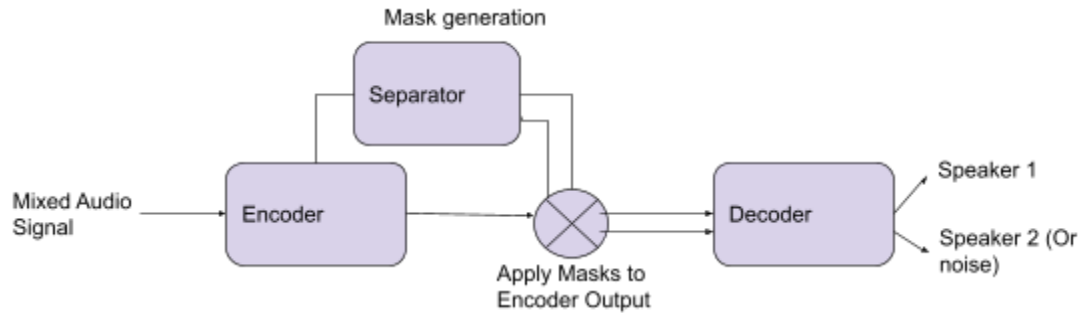 Mask generation
Separator
Mixed Audio
Signal
Encoder
Apply Masks to
Encoder Output
Decoder
Speaker 1
Speaker 2 (Or
noise)